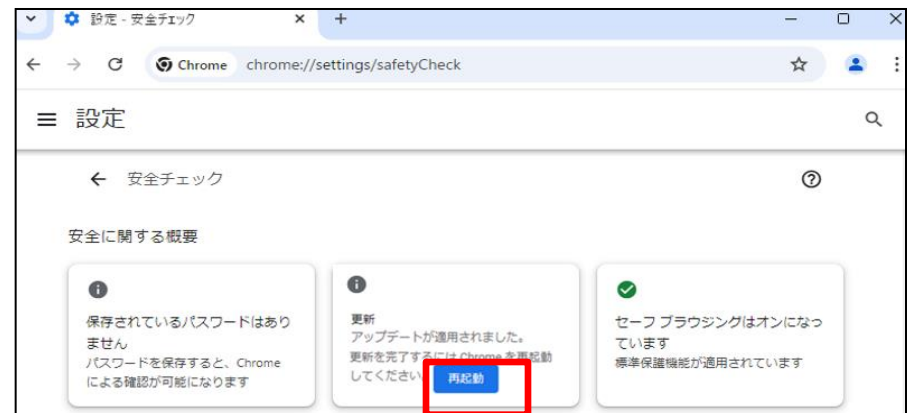 設定 - 安全チェック
Chrome chrome://settings/safetyCheck
設定
安全チェック
安全に関する概要
保存されているパスワードはあり
ません
パスワードを保存すると、Chrome
による確認が可能になります
更新
アップデートが適用されました。
更新を完了するには Chrome を再起動
してください
再起動
セーフ ブラウジングはオンになっ
ています
標準保護機能が適用されています